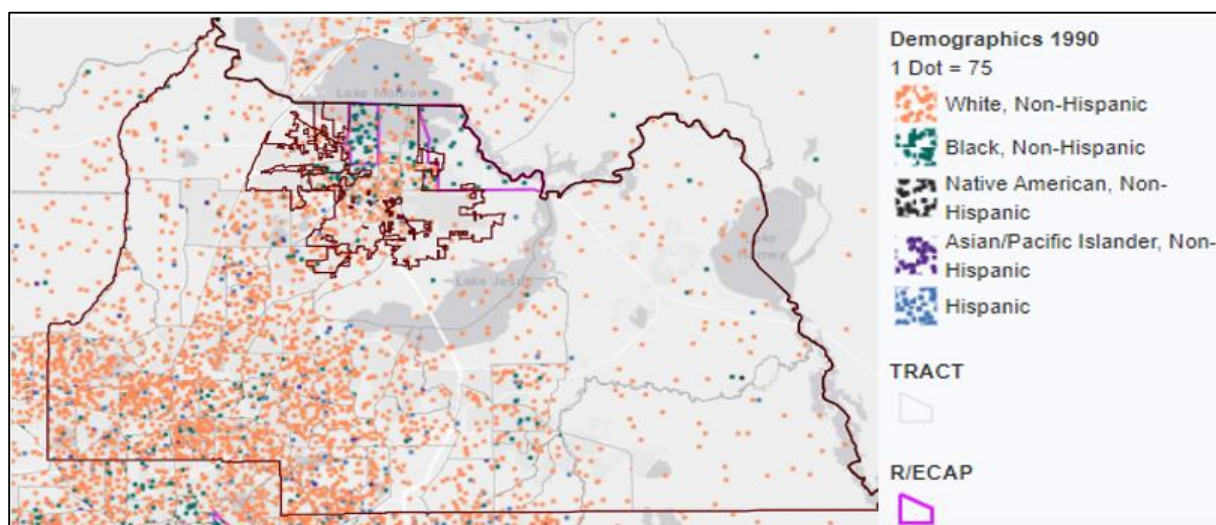 Demographics 1990
1 Dot = 75
White, Non-Hispanic
Black, Non-Hispanic
Native American, Non-
Hispanic
Asian/Pacific Islander, Non-
Hispanic
Hispanic
TRACT
R/ECAP
Lake Monroe
Lake
Lake